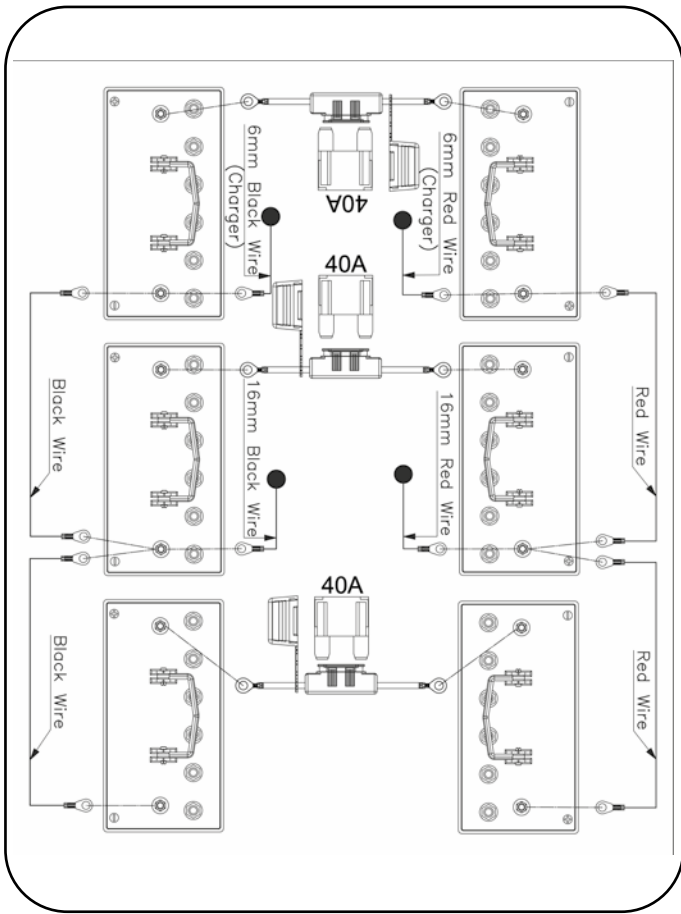 6mm Black Wire
(Charger)
6mm Red Wire
(Charger)
40A
40A
Black Wire
16mm Black Wire
16mm Red Wire
Red Wire
40A
Black Wire
Red Wire